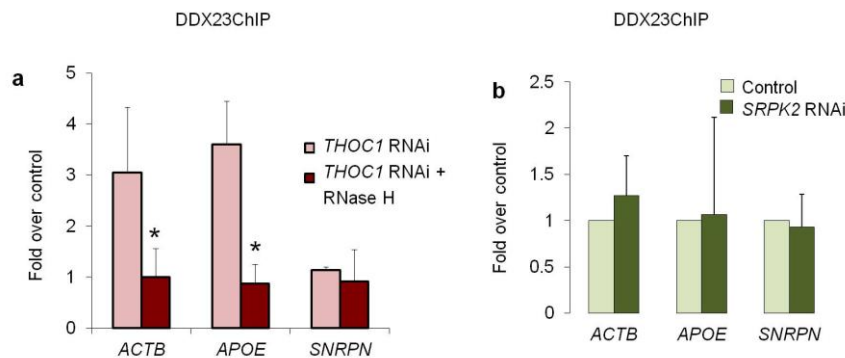 DDX23ChIP
a
Fold over control
5
4
3
2
1
0
THOC1 RNAi
THOC1 RNAi +
RNase H
*
*
ACTB APOE SNRPN
DDX23ChIP
b
Fold over control
2.5
2
1.5
1
0.5
0
Control
SRPK2 RNAi
ACTB APOE SNRPN